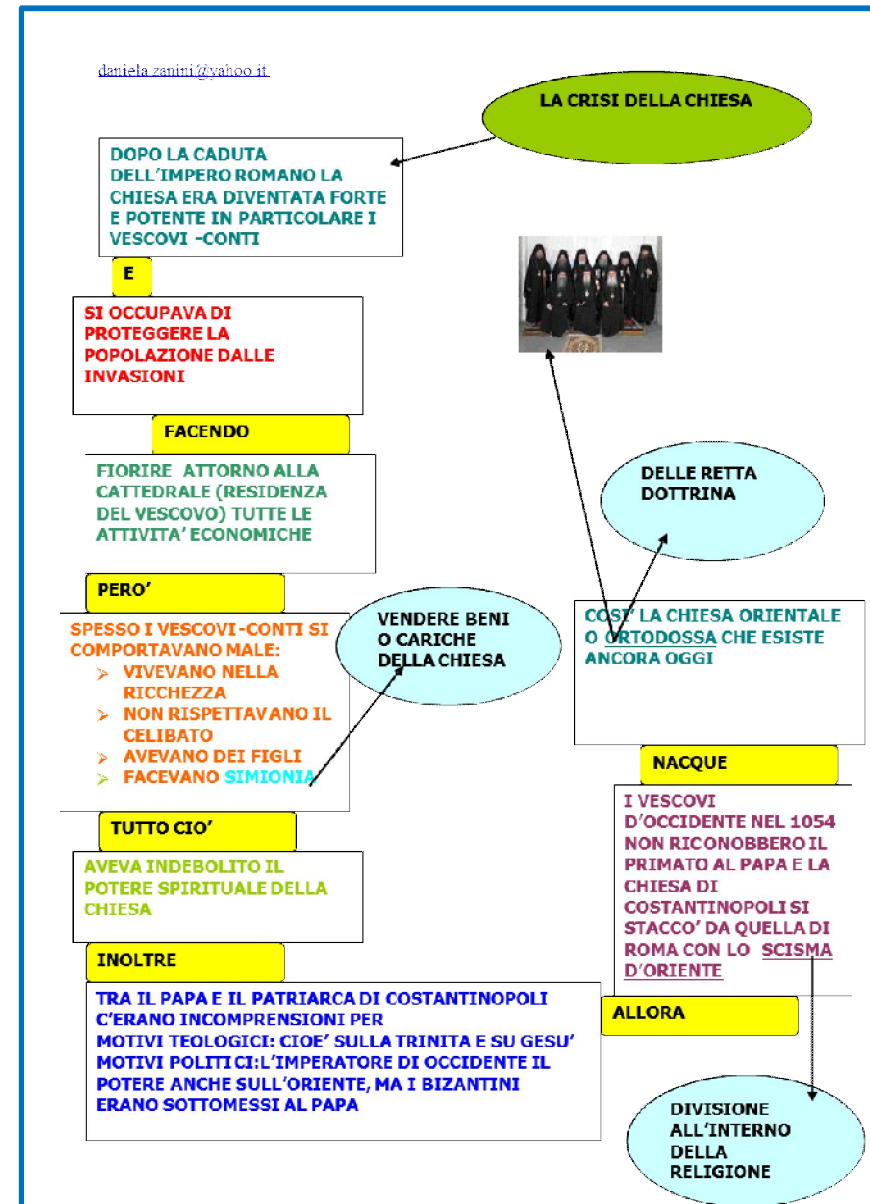 daniela.zanini@yahoo.it
LA CRISI DELLA CHIESA
DOPO LA CADUTA
DELL'IMPERO ROMANO LA
CHIESA ERA DIVENTATA FORTE
E POTENTE IN PARTICOLARE I
VESCOVI -CONTI
E
SI OCCUPAVA DI
PROTEGGERE LA
POPOLAZIONE DALLE
INVASIONI
FACENDO
FIORIRE ATTORNO ALLA
CATTEDRALE (RESIDENZA
DEL VESCOVO) TUTTE LE
ATTIVITA' ECONOMICHE
PERO'
SPESSO I VESCOVI-CONTI SI
COMPORTAVANO MALE:
➢ VIVEVANO NELLA
RICCHEZZA
➢ NON RISPETTAVANO IL
CELIBATO
➢ AVEVANO DEI FIGLI
➢ FACEVANO SIMIONIA
VENDERE BENI
O CARICHE
DELLA CHIESA
TUTTO CIO'
AVEVA INDEBOLITO IL
POTERE SPIRITUALE DELLA
CHIESA
INOLTRE
TRA IL PAPA E IL PATRIARCA DI COSTANTINOPOLI
C'ERANO INCOMPRENSIONI PER
MOTIVI TEOLOGICI: CIOE' SULLA TRINITA E SU GESU'
MOTIVI POLITICI:L'IMPERATORE DI OCCIDENTE IL
POTERE ANCHE SULL'ORIENTE, MA I BIZANTINI
ERANO SOTTOMESSI AL PAPA
ALLORA
I VESCOVI
D'OCCIDENTE NEL 1054
NON RICONOBBERO IL
PRIMATO AL PAPA E LA
CHIESA DI
COSTANTINOPOLI SI
STACCO' DA QUELLA DI
ROMA CON LO SCISMA
D'ORIENTE
DIVISIONE
ALL'INTERNO
DELLA
RELIGIONE
NACQUE
COSI' LA CHIESA ORIENTALE
O ORTODOSSA CHE ESISTE
ANCORA OGGI
DELLE RETTA
DOTTRINA